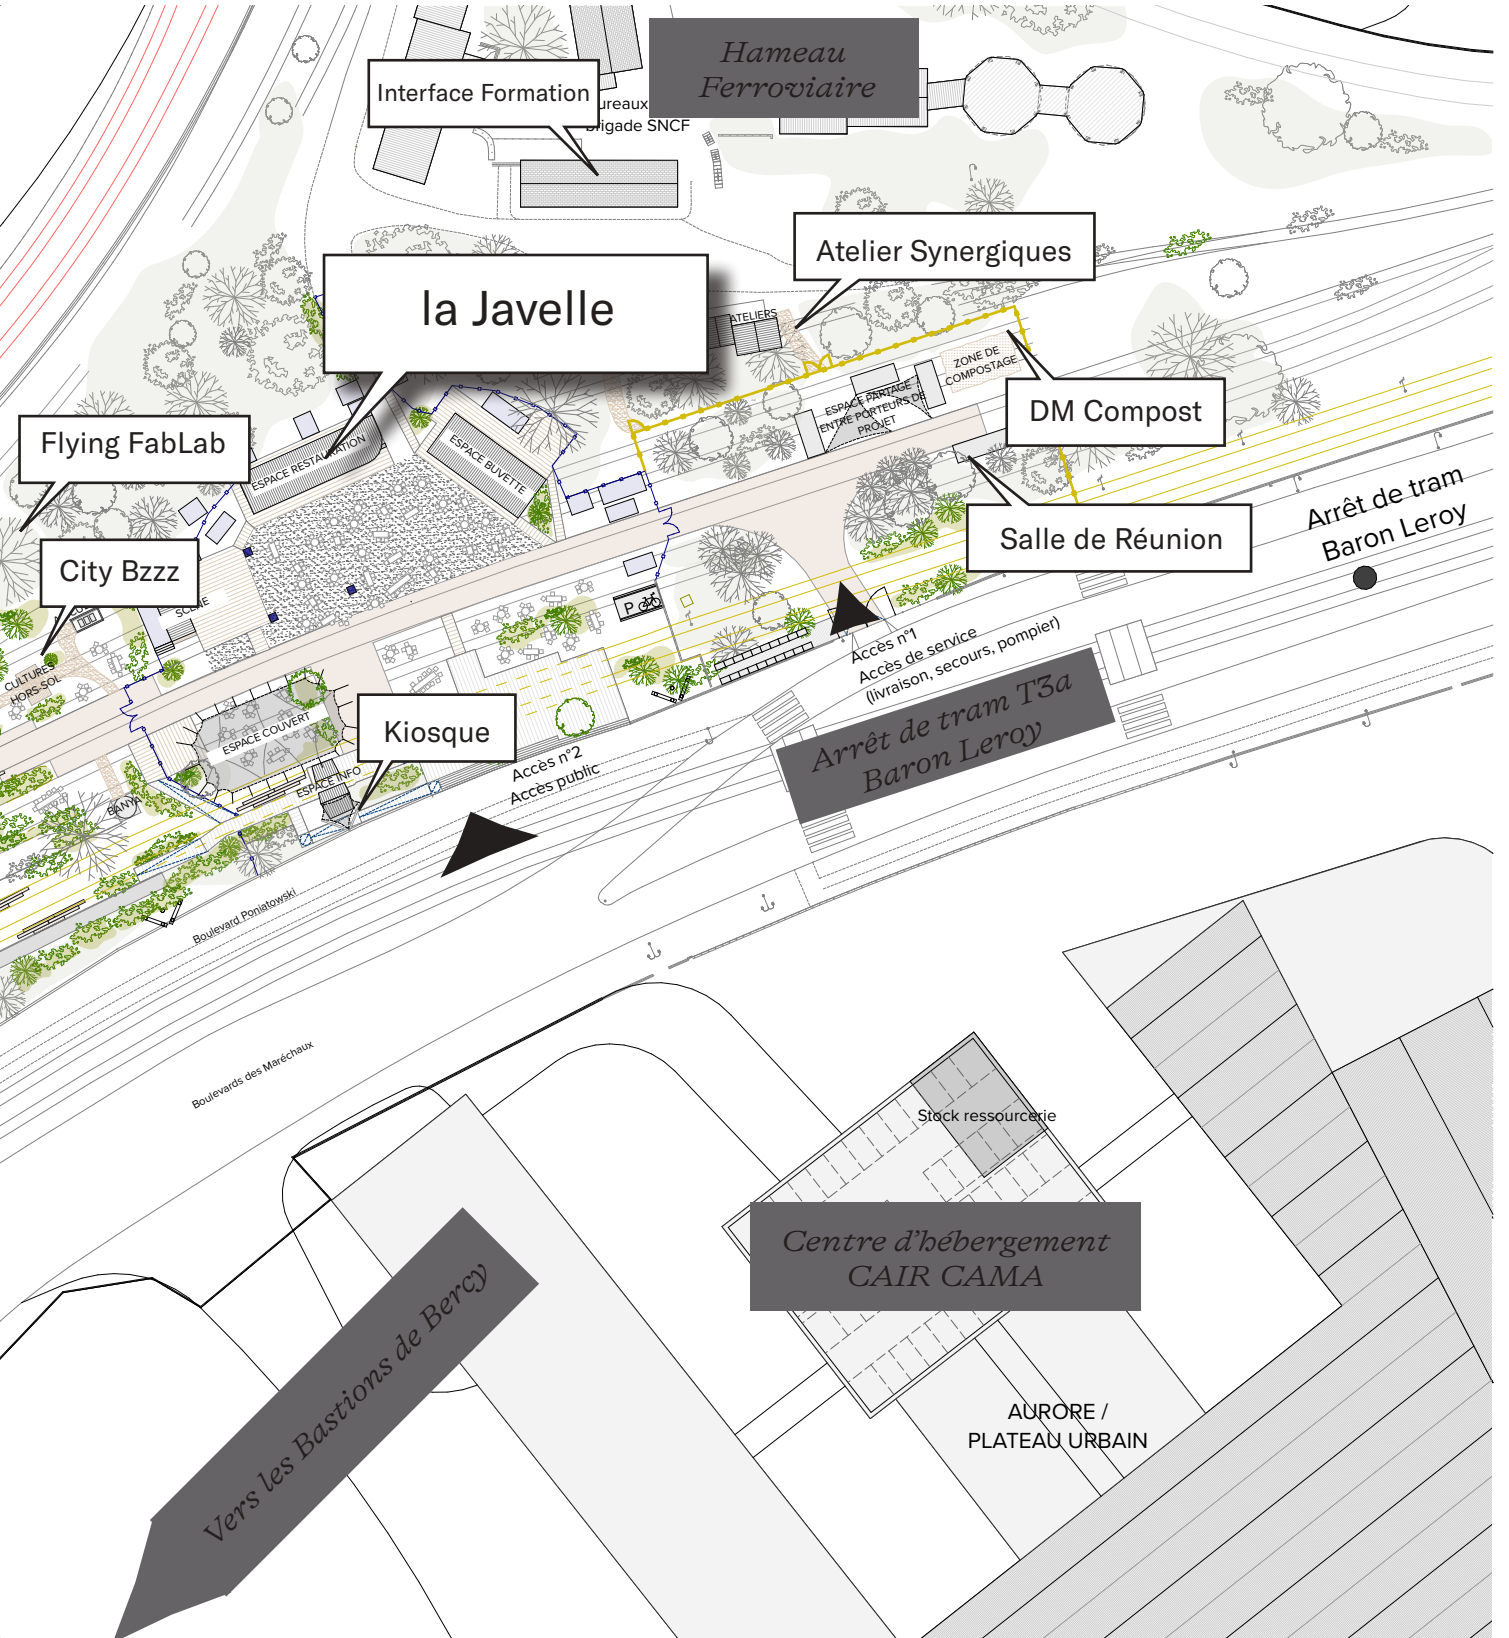 Hameau
Ferroviaire
Interface Formation
ureaux
brigade SNCF
Atelier Synergiques
la Javelle
ATELIERS
ZONE DE
COMPOSTAGE
ESPACE PARTAGÉ
ENTRE PORTEURS DE
PROJET
DM Compost
Flying FabLab
ESPACE RESTAURATION
ESPACE BUVETTE
Salle de Réunion
Arrêt de tram
Baron Leroy
City Bzzz
SCÈNE
P
CULTURES
HORS-SOL
Accès n°1
Accès de service
(livraison, secours, pompier)
Arrêt de tram T3a
Baron Leroy
Kiosque
ESPACE COUVERT
ESPACE INFO
Accès n°2
Accès public
BANYA
Boulevard Poniatowski
Boulevards des Maréchaux
Stock ressourcerie
Centre d'hébergement
CAIR CAMA
Vers les Bastions de Bercy
AURORE /
PLATEAU URBAIN